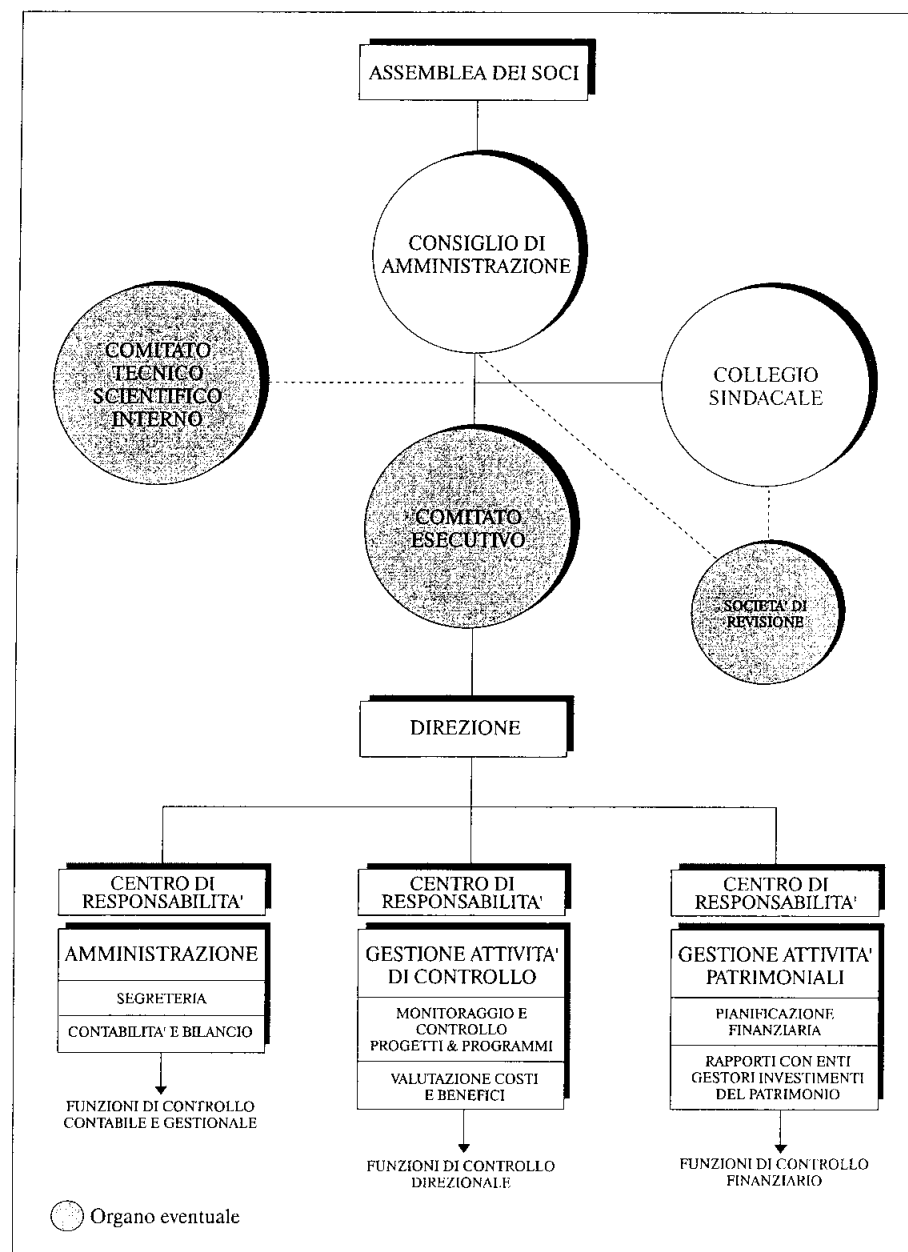 ASSEMBLEA DEI SOCI
CONSIGLIO DI
AMMINISTRAZIONE
COMITATO
TECNICO
SCIENTIFICO
INTERNO
COLLEGIO
SINDACALE
COMITATO
ESECUTIVO
SOCIETA' DI
REVISIONE
DIREZIONE
CENTRO DI
RESPONSABILITA'
AMMINISTRAZIONE
SEGRETERIA
CONTABILITA' E BILANCIO
FUNZIONI DI CONTROLLO
CONTABILE E GESTIONALE
CENTRO DI
RESPONSABILITA'
GESTIONE ATTIVITA'
DI CONTROLLO
MONITORAGGIO E
CONTROLLO
PROGETTI & PROGRAMMI
VALUTAZIONE COSTI
E BENEFICI
FUNZIONI DI CONTROLLO
DIREZIONALE
CENTRO DI
RESPONSABILITA'
GESTIONE ATTIVITA'
PATRIMONIALI
PIANIFICAZIONE
FINANZIARIA
RAPPORTI CON ENTI
GESTORI INVESTIMENTI
DEL PATRIMONIO
FUNZIONI DI CONTROLLO
FINANZIARIO
Organo eventuale